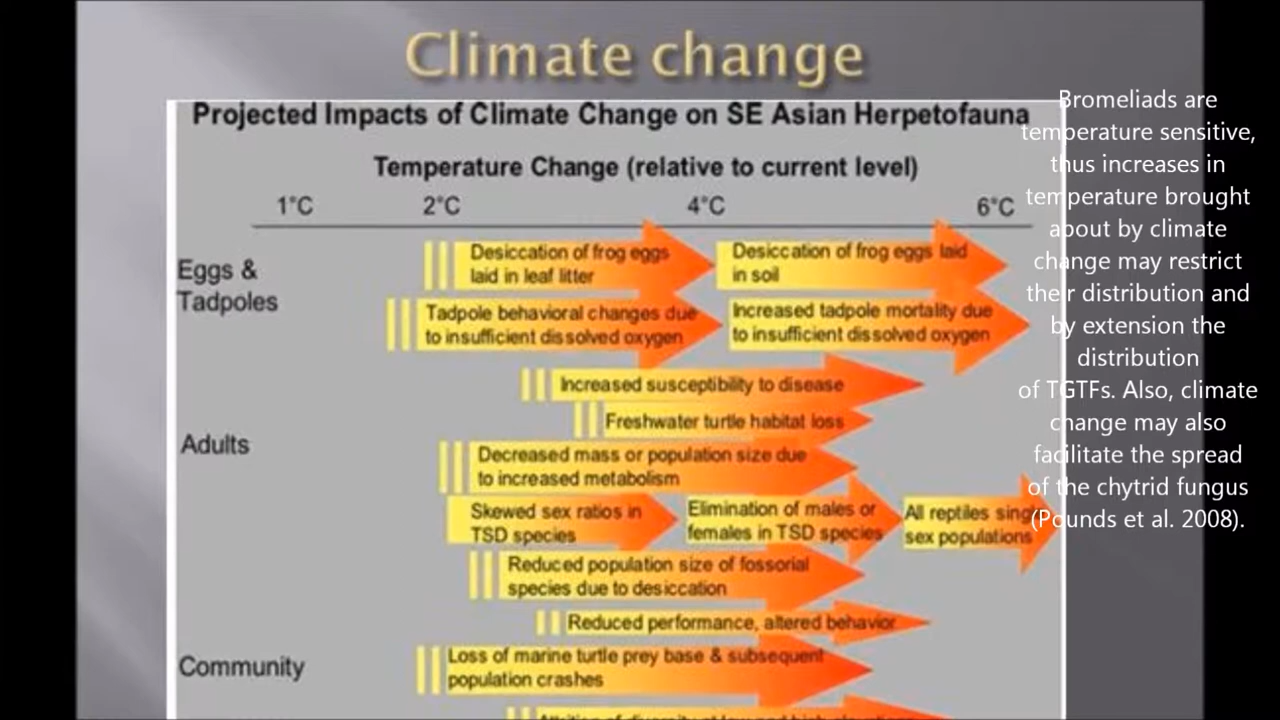 Climate change
Projected Impacts of Climate Change on SE Asian Herpetofauna
Temperature Change (relative to current level)
1°C 2°C 4°C 6°C
Eggs &
Tadpoles
Desiccation of frog eggs
laid in leaf litter
Desiccation of frog eggs laid
in soil
Tadpole behavioral changes due
to insufficient dissolved oxygen
Increased tadpole mortality due
to insufficient dissolved oxygen
Adults
Increased susceptibility to disease
Freshwater turtle habitat loss
Decreased mass or population size due
to increased metabolism
Skewed sex ratios in
TSD species
Elimination of males or
females in TSD species
All reptiles
sex populations
Reduced population size of fossorial
species due to desiccation
Reduced performance, altered behavior
Community
Loss of marine turtle prey base & subsequent
population crashes
Bromeliads are
temperature sensitive,
thus increases in
temperature brought
about by climate
change may restrict
their distribution and
by extension the
distribution
of TGTFs. Also, climate
change may also
facilitate the spread
of the chytrid fungus
(Pounds et al. 2008).